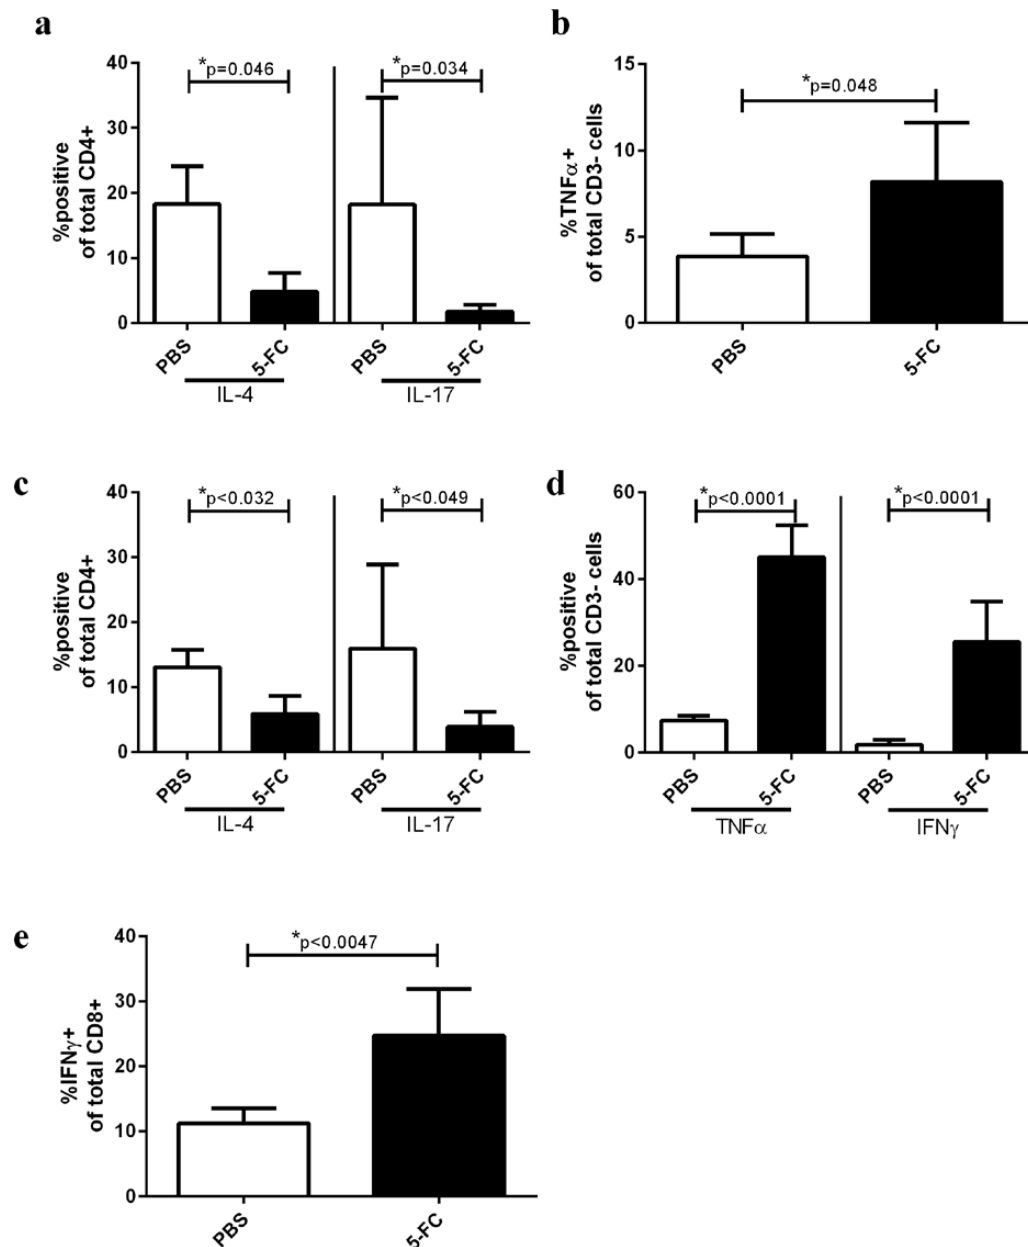 a
%positive
of total CD4+
40
30
20
10
0
*p=0.046
*p=0.034
PBS
5-FC
PBS
5-FC
IL-4
IL-17
b
%TNFα+
of total CD3- cells
15
10
5
0
*p=0.048
PBS
5-FC
c
%positive
of total CD4+
40
30
20
10
0
*p<0.032
*p<0.049
PBS
5-FC
PBS
5-FC
IL-4
IL-17
d
%positive
of total CD3- cells
60
40
20
0
*p<0.0001
*p<0.0001
PBS
5-FC
PBS
5-FC
TNFα
IFNγ
e
%IFNγ+
of total CD8+
40
30
20
10
0
*p<0.0047
PBS
5-FC